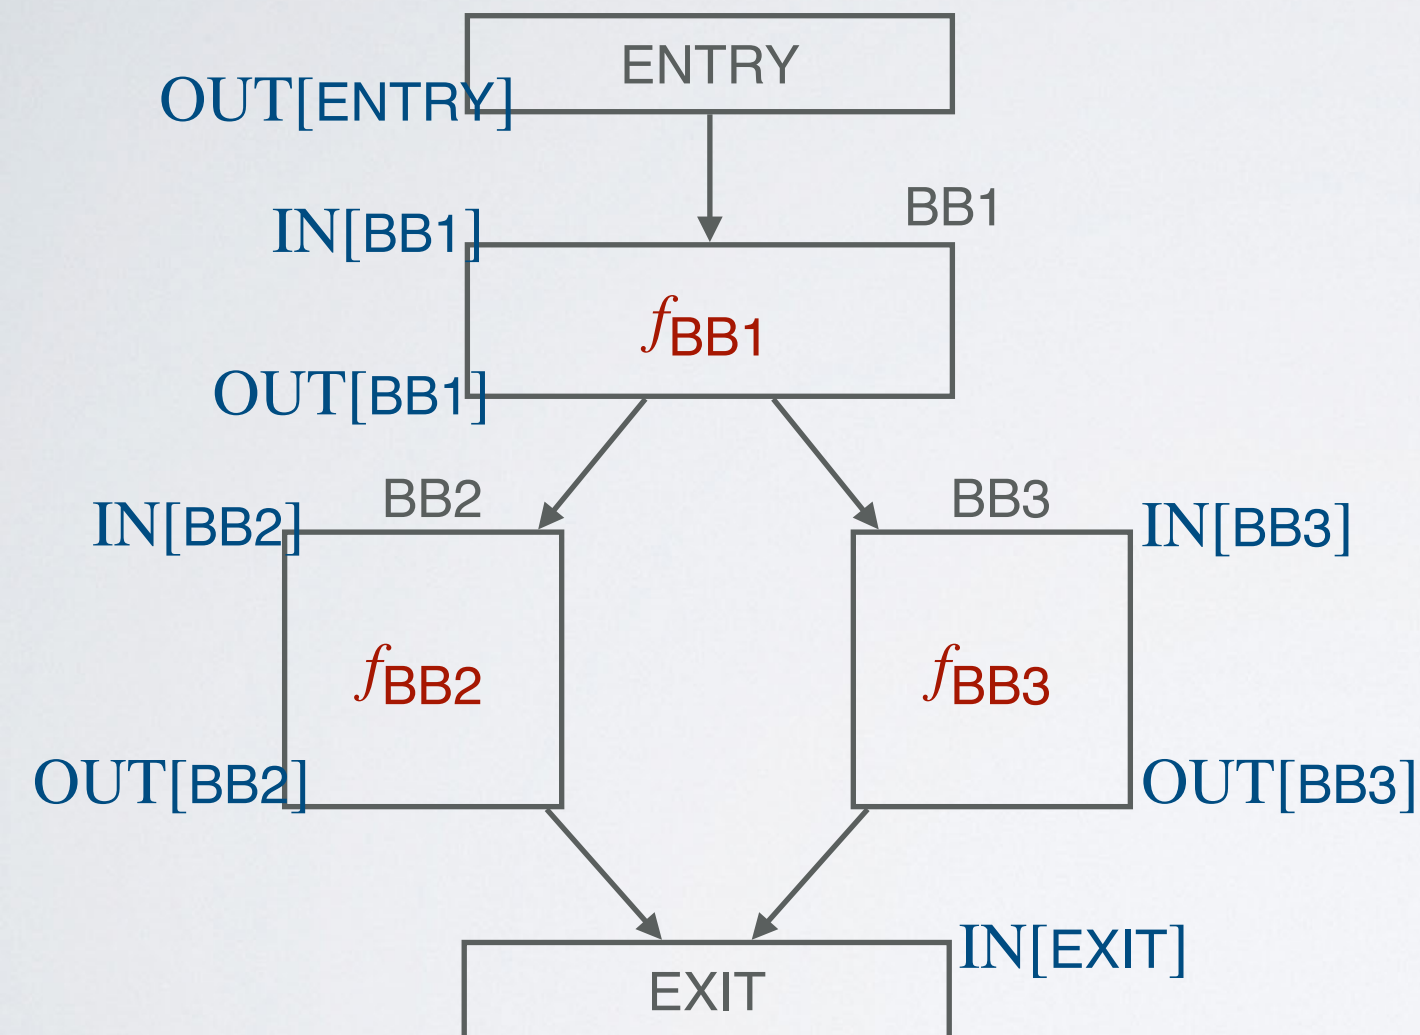 ENTRY
OUT[ENTRY]
BB1
IN[BB1]
fBB1
OUT[BB1]
BB2
BB3
IN[BB2]
IN[BB3]
fBB2
fBB3
OUT[BB2]
OUT[BB3]
IN[EXIT]
EXIT